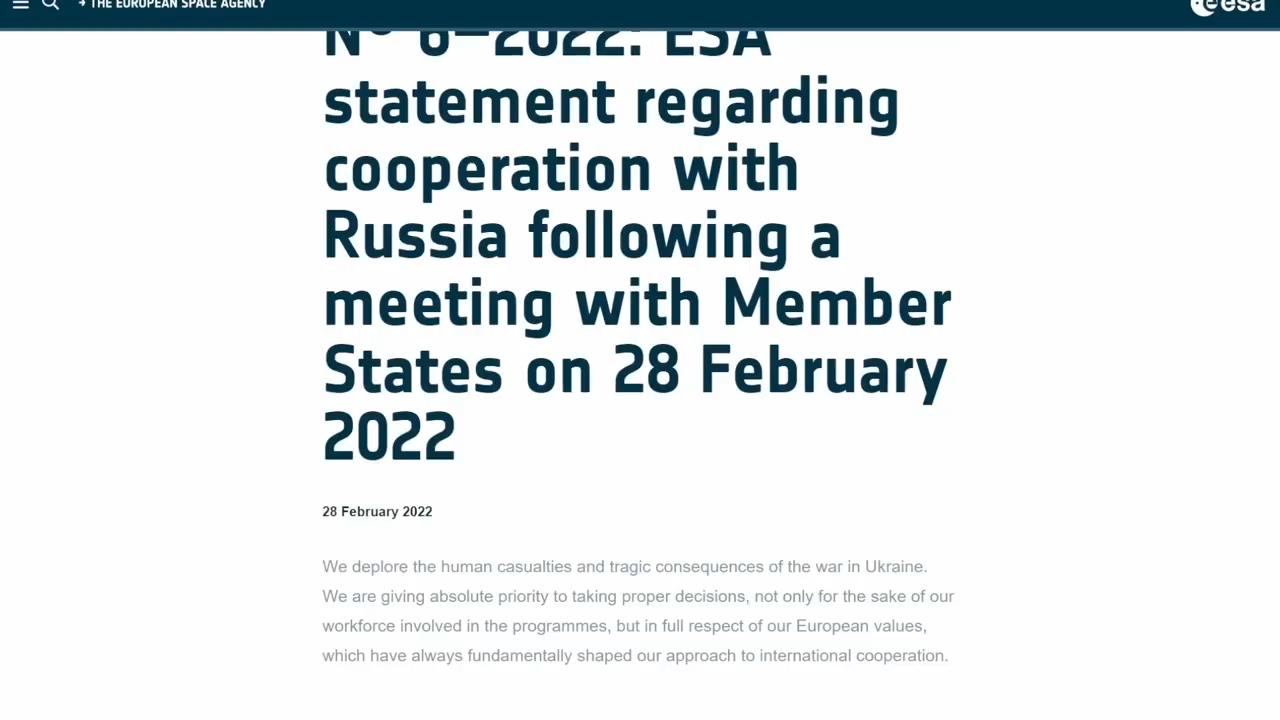 → THE EUROPEAN SPACE AGENCY
esa
N° 6–2022: ESA
statement regarding
cooperation with
Russia following a
meeting with Member
States on 28 February
2022
28 February 2022
We deplore the human casualties and tragic consequences of the war in Ukraine.
We are giving absolute priority to taking proper decisions, not only for the sake of our
workforce involved in the programmes, but in full respect of our European values,
which have always fundamentally shaped our approach to international cooperation.